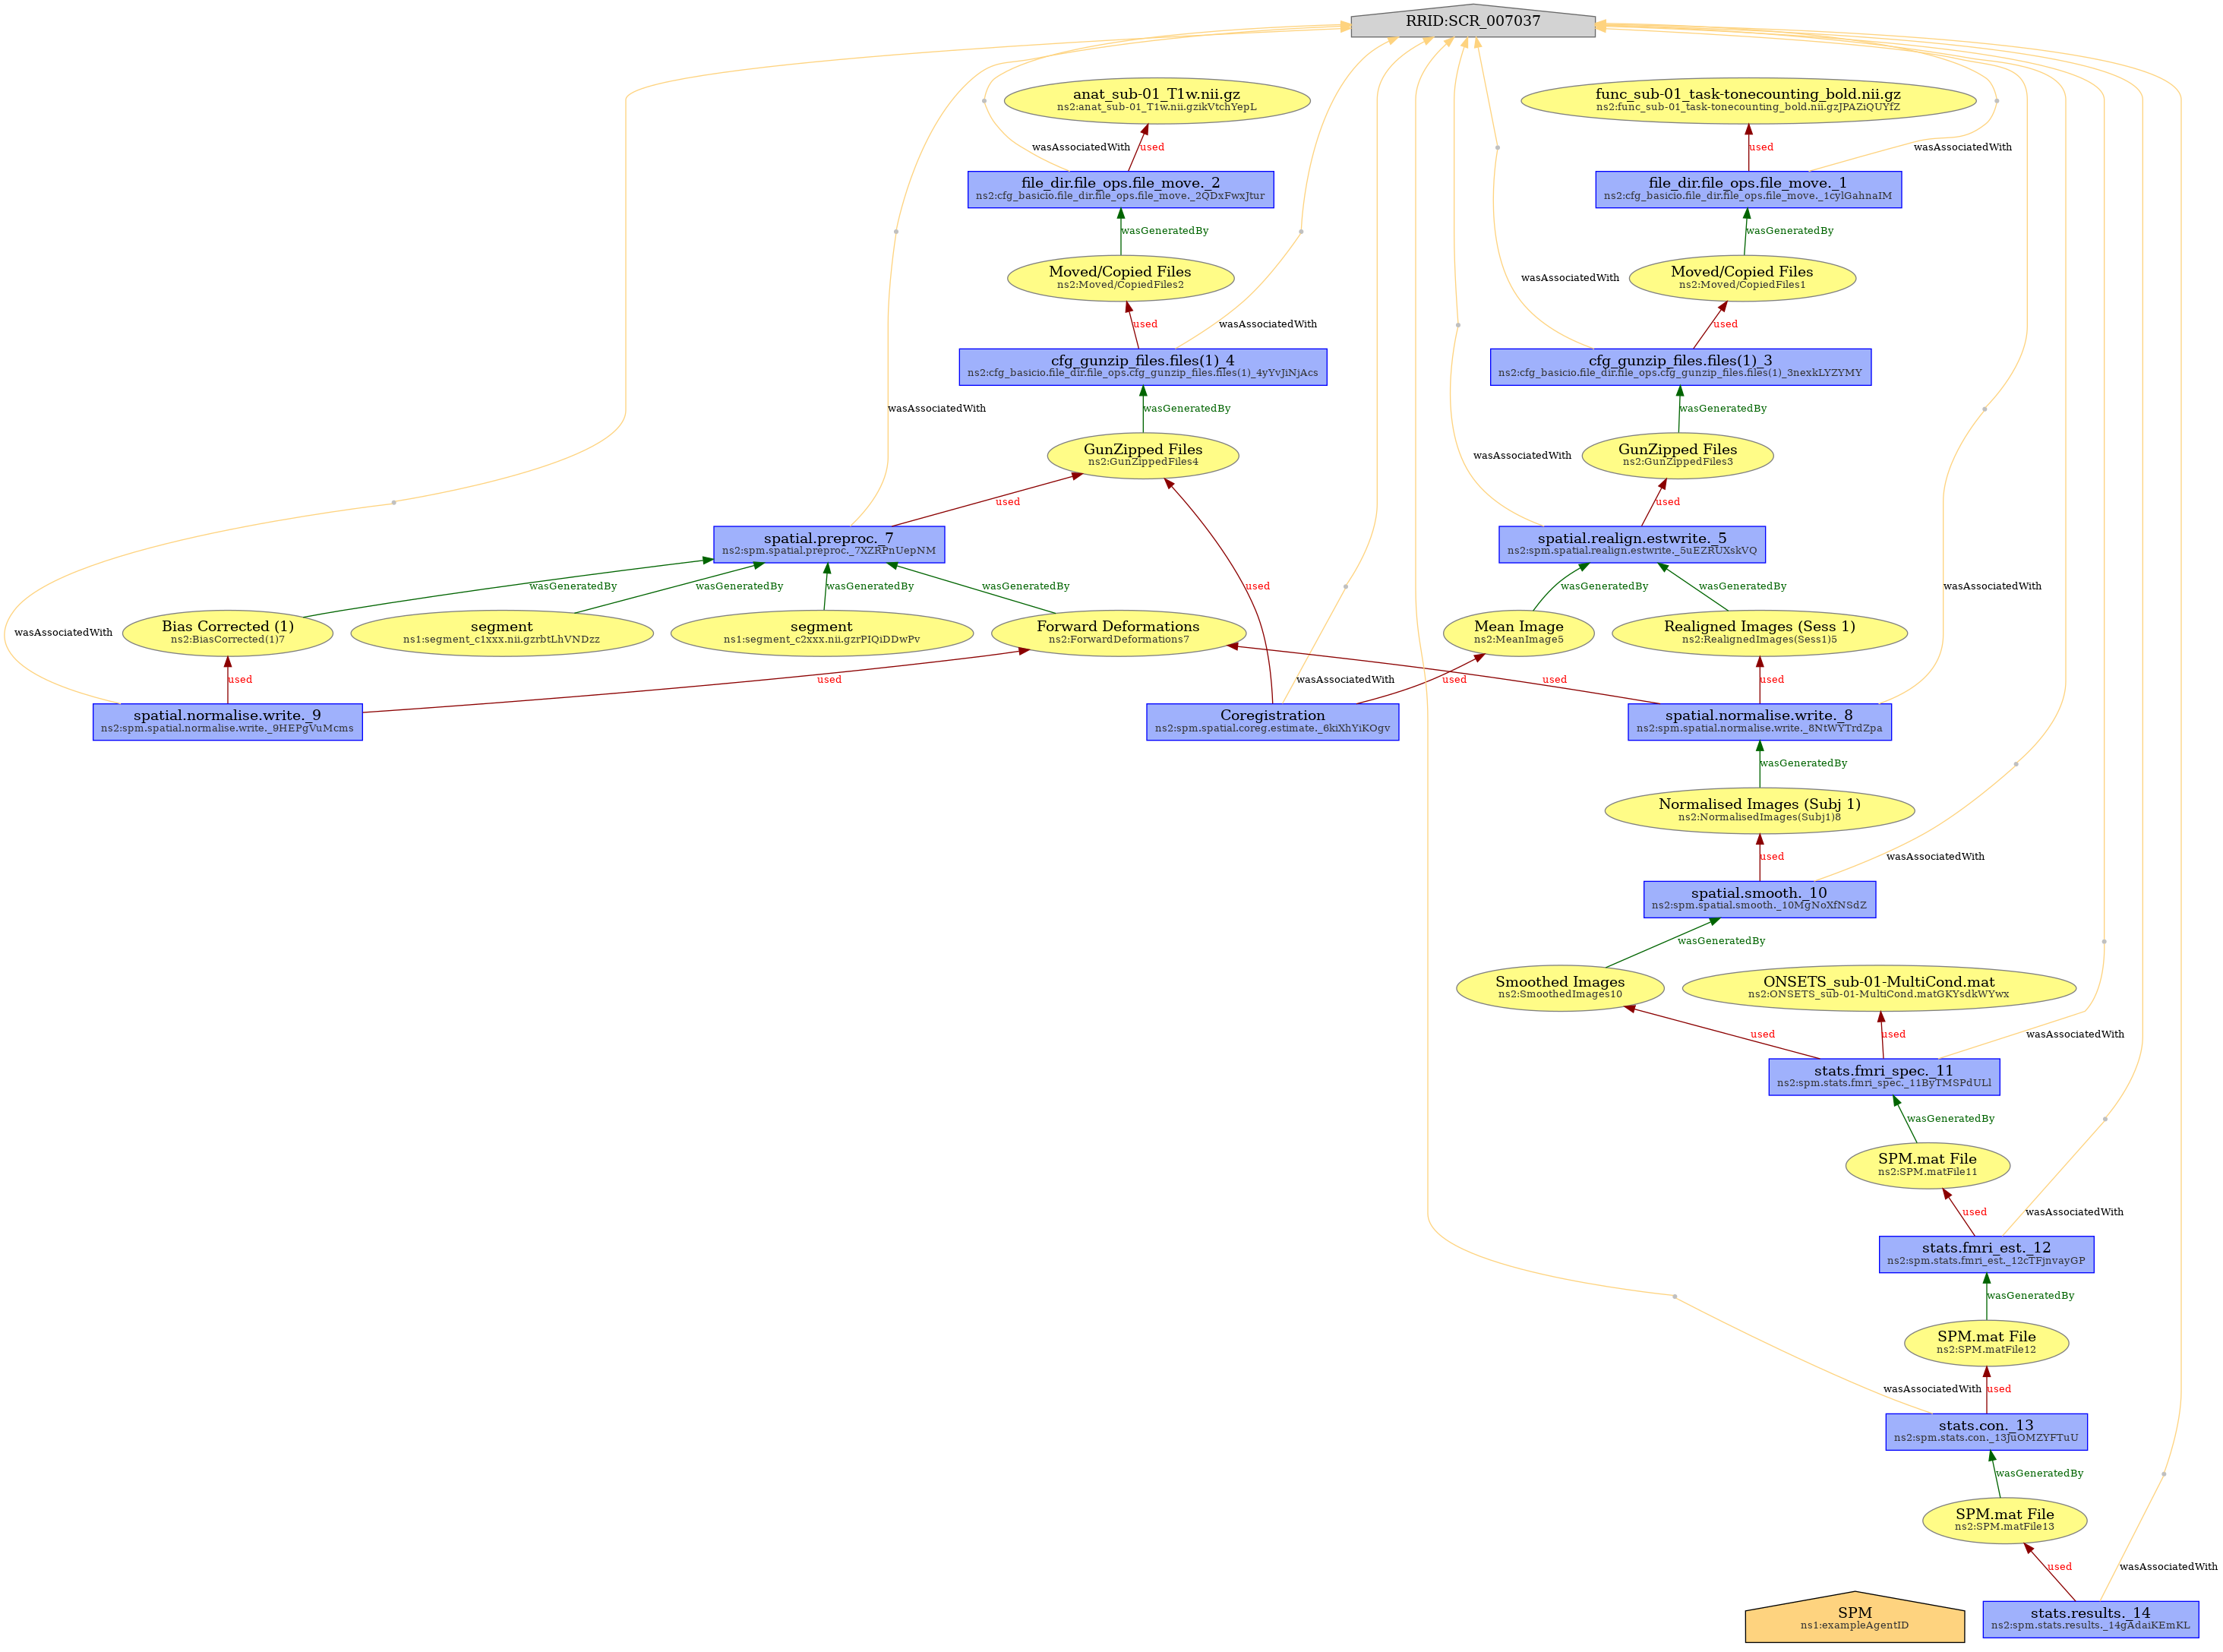 RRID:SCR_007037
anat_sub-01_T1w.nii.gz
ns2:anat_sub-01_T1w.nii.gzikVtchYepL
func_sub-01_task-tonecounting_bold.nii.gz
ns2:func_sub-01_task-tonecounting_bold.nii.gzJPAZiQUYfZ
wasAssociatedWith
used
used
wasAssociatedWith
file_dir.file_ops.file_move._2
ns2:cfg_basicio.file_dir.file_ops.file_move._2QDxFwxJtur
file_dir.file_ops.file_move._1
ns2:cfg_basicio.file_dir.file_ops.file_move._1cylGahnaIM
wasGeneratedBy
wasGeneratedBy
Moved/Copied Files
ns2:Moved/CopiedFiles2
Moved/Copied Files
ns2:Moved/CopiedFiles1
wasAssociatedWith
used
wasAssociatedWith
used
cfg_gunzip_files.files(1)_4
ns2:cfg_basicio.file_dir.file_ops.cfg_gunzip_files.files(1)_4yYvJiNjAcs
cfg_gunzip_files.files(1)_3
ns2:cfg_basicio.file_dir.file_ops.cfg_gunzip_files.files(1)_3nexkLYZYMY
wasAssociatedWith
wasGeneratedBy
wasGeneratedBy
GunZipped Files
ns2:GunZippedFiles4
wasAssociatedWith
GunZipped Files
ns2:GunZippedFiles3
used
used
spatial.preproc._7
ns2:spm.spatial.preproc._7XZRPnUepNM
spatial.realign.estwrite._5
ns2:spm.spatial.realign.estwrite._5uEZRUXskVQ
wasGeneratedBy
wasGeneratedBy
wasGeneratedBy
wasGeneratedBy
used
wasGeneratedBy
wasGeneratedBy
wasAssociatedWith
wasAssociatedWith
Bias Corrected (1)
ns2:BiasCorrected(1)7
segment
ns1:segment_c1xxx.nii.gzrbtLhVNDzz
segment
ns1:segment_c2xxx.nii.gzrPIQiDDwPv
Forward Deformations
ns2:ForwardDeformations7
Mean Image
ns2:MeanImage5
Realigned Images (Sess 1)
ns2:RealignedImages(Sess1)5
used
used
wasAssociatedWith
used
used
used
spatial.normalise.write._9
ns2:spm.spatial.normalise.write._9HEPgVuMcms
Coregistration
ns2:spm.spatial.coreg.estimate._6kiXhYiKOgv
spatial.normalise.write._8
ns2:spm.spatial.normalise.write._8NtWYTrdZpa
wasGeneratedBy
Normalised Images (Subj 1)
ns2:NormalisedImages(Subj1)8
used
wasAssociatedWith
spatial.smooth._10
ns2:spm.spatial.smooth._10MgNoXfNSdZ
wasGeneratedBy
Smoothed Images
ns2:SmoothedImages10
ONSETS_sub-01-MultiCond.mat
ns2:ONSETS_sub-01-MultiCond.matGKYsdkWYwx
used
used
wasAssociatedWith
stats.fmri_spec._11
ns2:spm.stats.fmri_spec._11ByTMSPdULl
wasGeneratedBy
SPM.mat File
ns2:SPM.matFile11
used
wasAssociatedWith
stats.fmri_est._12
ns2:spm.stats.fmri_est._12cTFjnvayGP
wasGeneratedBy
SPM.mat File
ns2:SPM.matFile12
wasAssociatedWith
used
stats.con._13
ns2:spm.stats.con._13JuOMZYFTuU
wasGeneratedBy
SPM.mat File
ns2:SPM.matFile13
used
wasAssociatedWith
SPM
ns1:exampleAgentID
stats.results._14
ns2:spm.stats.results._14gAdaiKEmKL